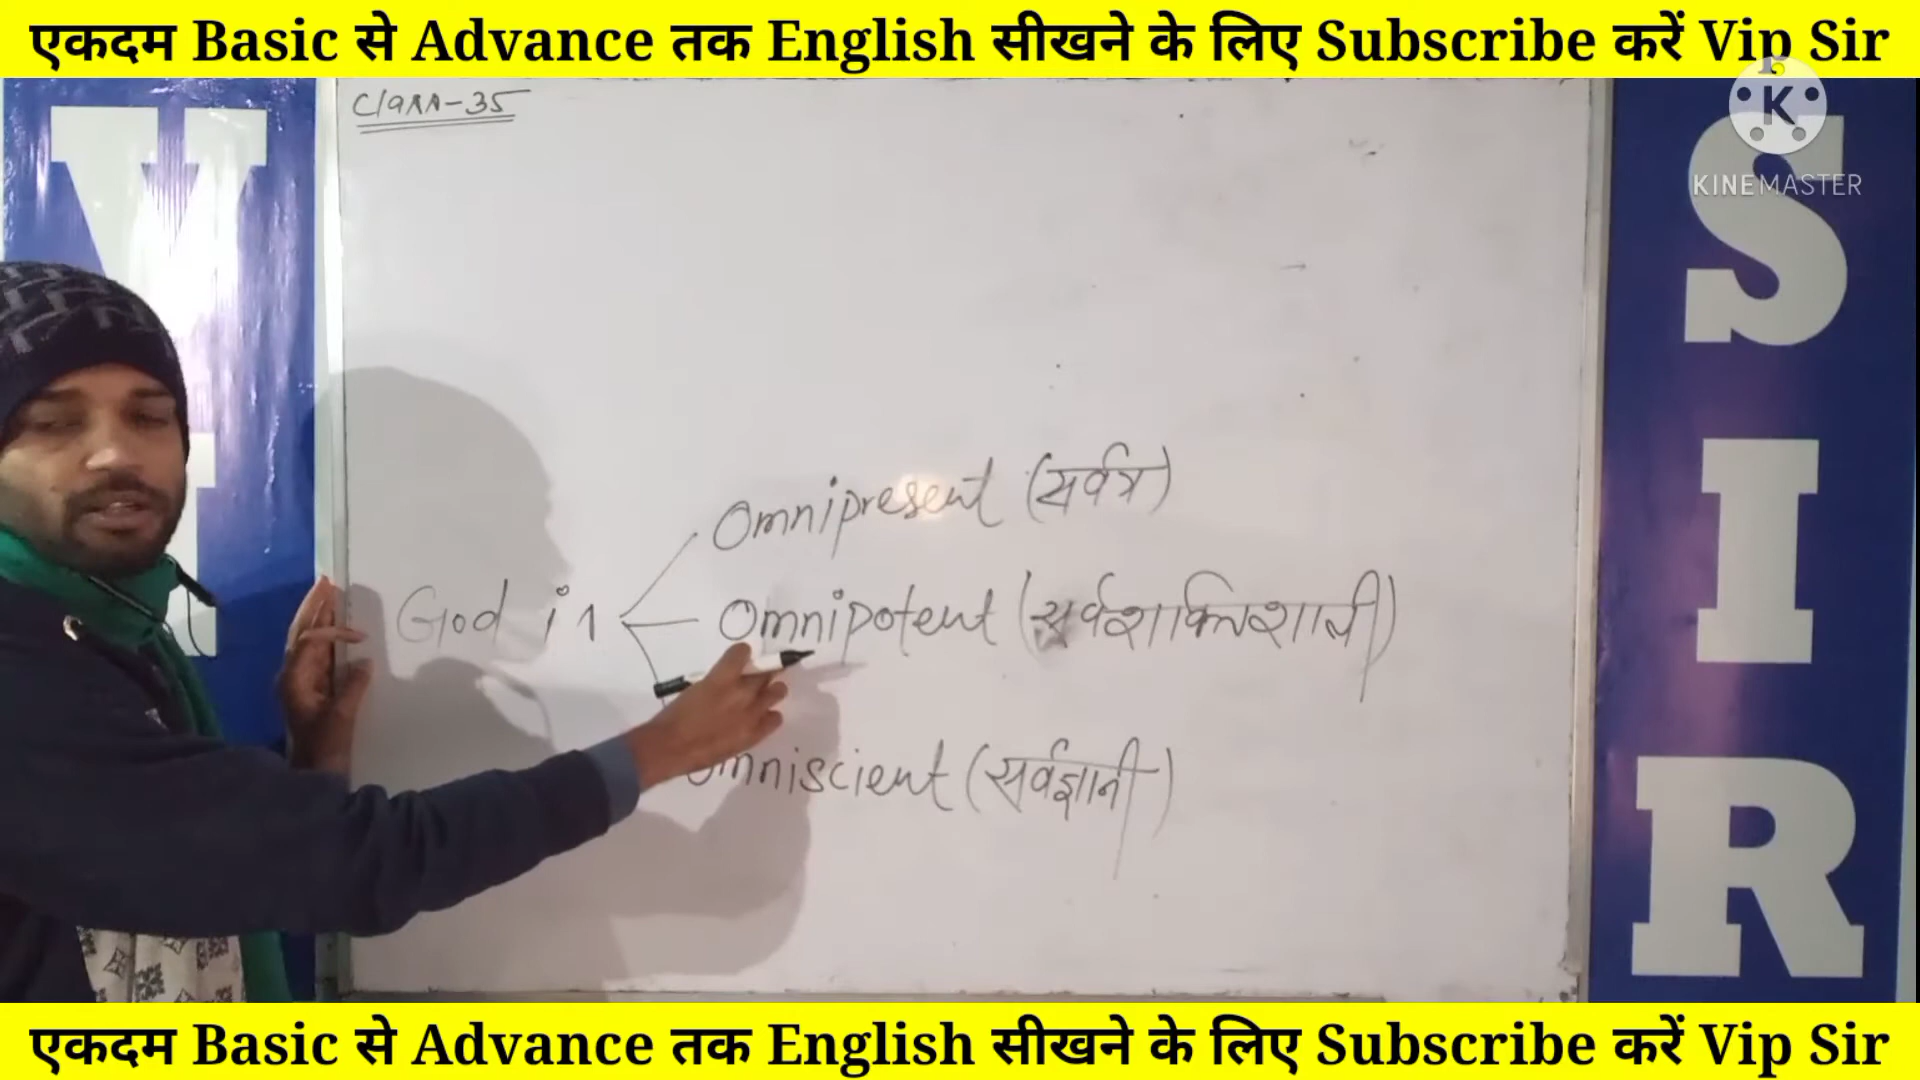 एकदम Basic से Advance तक English सीखने के लिए Subscribe करें Vip Sir
Class-35
KINEMASTER
Omnipresent (सर्वत्र)
God is
Omnipotent (सर्वशक्तिशाली)
Omniscient (सर्वज्ञानी)
V
SIR
एकदम Basic से Advance तक English सीखने के लिए Subscribe करें Vip Sir